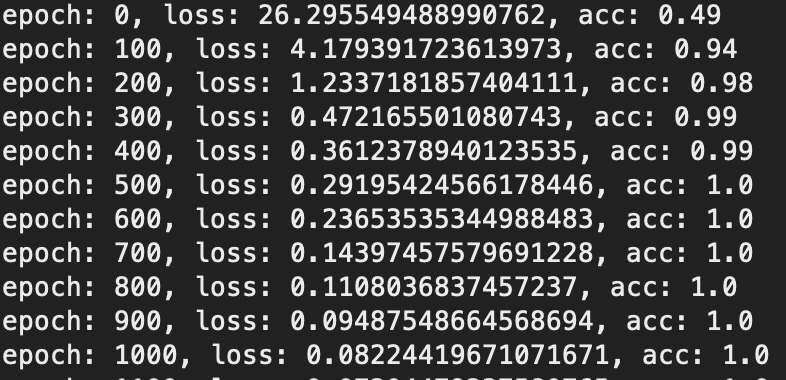 epoch: 0, loss: 26.295549488990762, acc: 0.49
epoch: 100, loss: 4.179391723613973, acc: 0.94
epoch: 200, loss: 1.2337181857404111, acc: 0.98
epoch: 300, loss: 0.472165501080743, acc: 0.99
epoch: 400, loss: 0.3612378940123535, acc: 0.99
epoch: 500, loss: 0.29195424566178446, acc: 1.0
epoch: 600, loss: 0.23653535344988483, acc: 1.0
epoch: 700, loss: 0.14397457579691228, acc: 1.0
epoch: 800, loss: 0.1108036837457237, acc: 1.0
epoch: 900, loss: 0.09487548664568694, acc: 1.0
epoch: 1000, loss: 0.08224419671071671, acc: 1.0